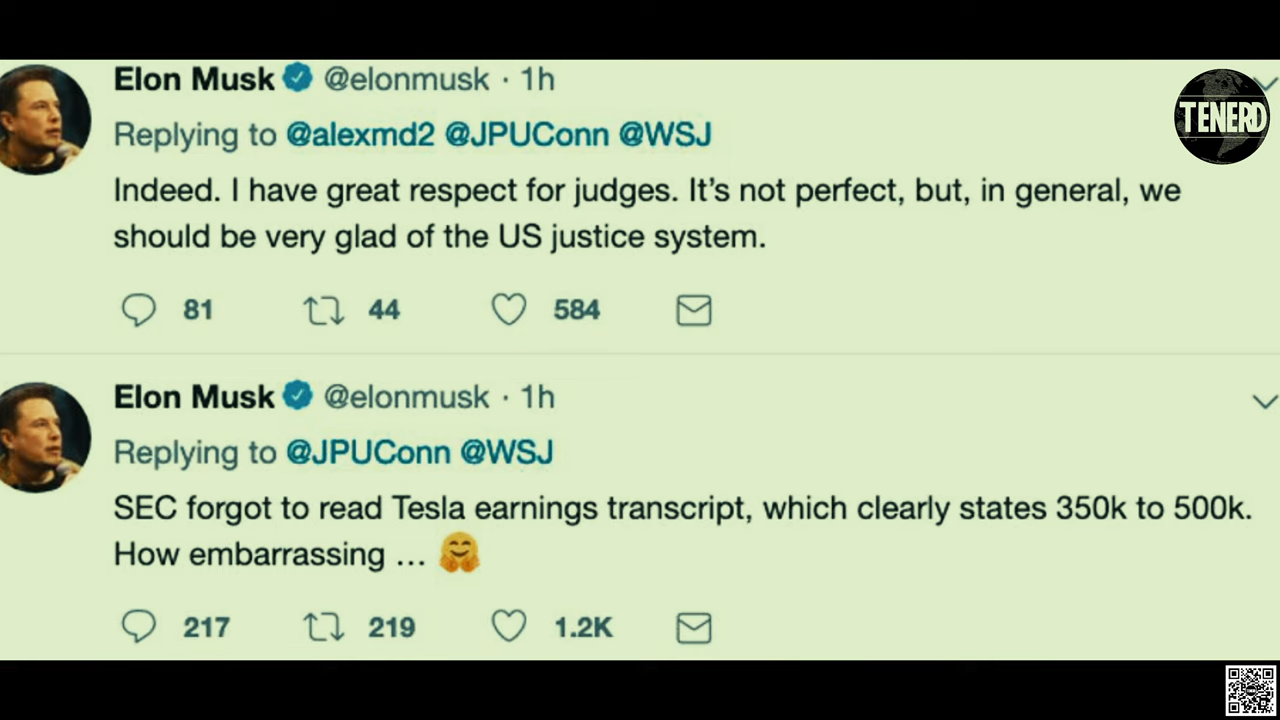 Elon Musk @elonmusk · 1h
TENERD
Replying to @alexmd2 @JPUConn @WSJ
Indeed. I have great respect for judges. It’s not perfect, but, in general, we
should be very glad of the US justice system.
81 44 584
Elon Musk @elonmusk · 1h
Replying to @JPUConn @WSJ
SEC forgot to read Tesla earnings transcript, which clearly states 350k to 500k.
How embarrassing ... 🤗
217 219 1.2K